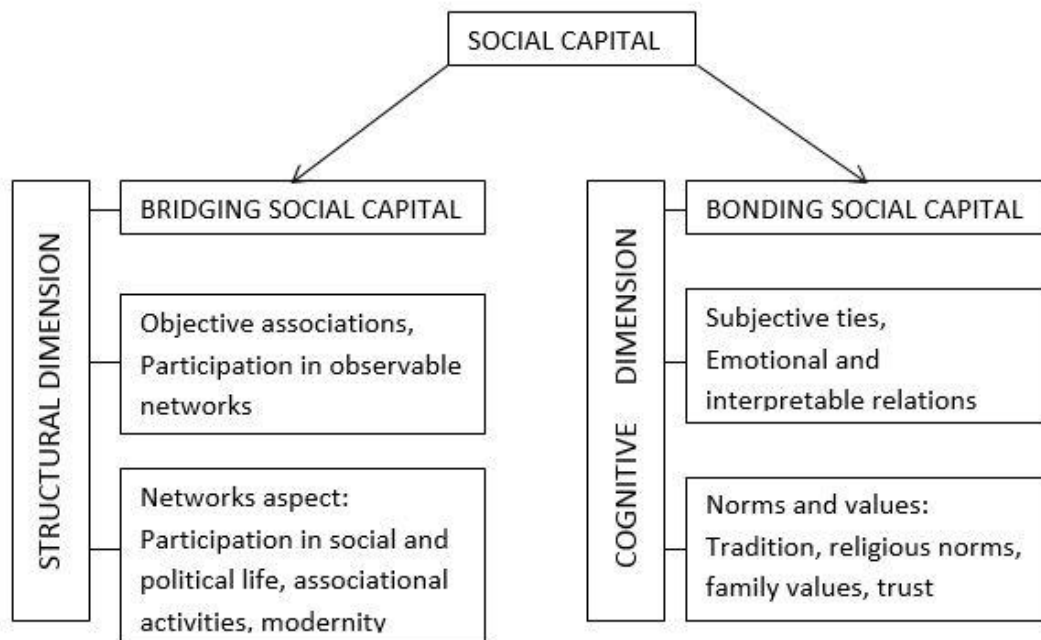 SOCIAL CAPITAL
STRUCTURAL DIMENSION
BRIDGING SOCIAL CAPITAL
Objective associations,
Participation in observable
networks
Networks aspect:
Participation in social and
political life, associational
activities, modernity
COGNITIVE DIMENSION
BONDING SOCIAL CAPITAL
Subjective ties,
Emotional and
interpretable relations
Norms and values:
Tradition, religious norms,
family values, trust